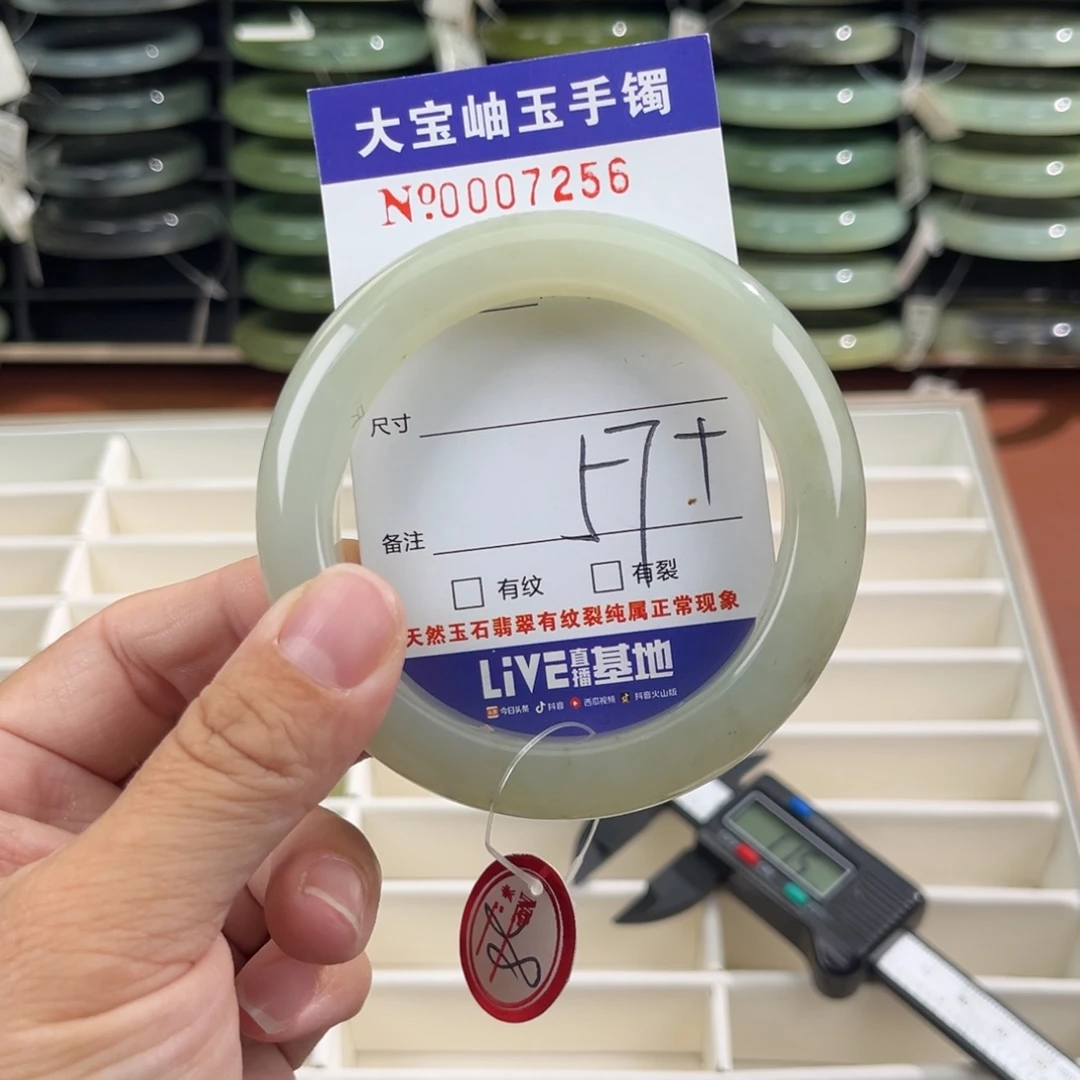 大宝岫玉手镯
Nº0007256
尺寸
57+
备注
□ 有纹 □ 有裂
天然玉石翡翠有纹裂纯属正常现象
LiVE直播基地
今日头条 抖音 西瓜视频 抖音火山版